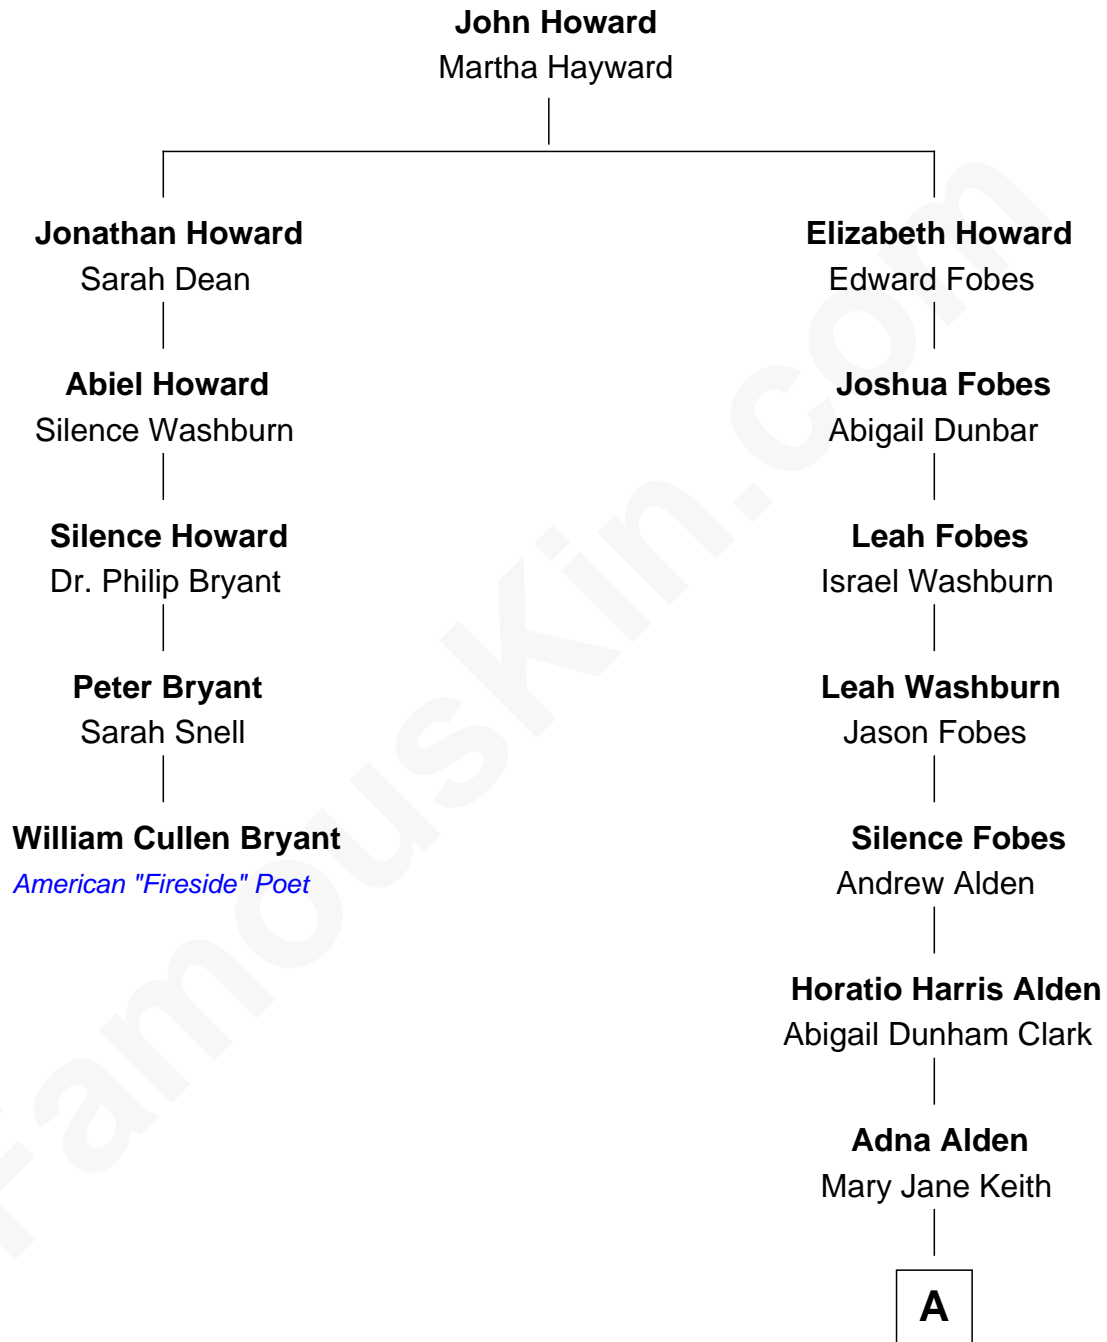 John Howard
Martha Hayward
Jonathan Howard
Sarah Dean
Abiel Howard
Silence Washburn
Silence Howard
Dr. Philip Bryant
Peter Bryant
Sarah Snell
William Cullen Bryant
American "Fireside" Poet
Elizabeth Howard
Edward Fobes
Joshua Fobes
Abigail Dunbar
Leah Fobes
Israel Washburn
Leah Washburn
Jason Fobes
Silence Fobes
Andrew Alden
Horatio Harris Alden
Abigail Dunham Clark
Adna Alden
Mary Jane Keith
A
FamousKin.com